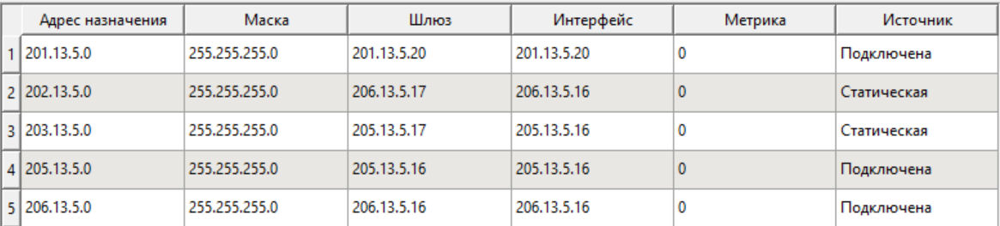 Адрес назначения Маска Шлюз Интерфейс Метрика Источник
1 201.13.5.0 255.255.255.0 201.13.5.20 201.13.5.20 0 Подключена
2 202.13.5.0 255.255.255.0 206.13.5.17 206.13.5.16 0 Статическая
3 203.13.5.0 255.255.255.0 205.13.5.17 205.13.5.16 0 Статическая
4 205.13.5.0 255.255.255.0 205.13.5.16 205.13.5.16 0 Подключена
5 206.13.5.0 255.255.255.0 206.13.5.16 206.13.5.16 0 Подключена